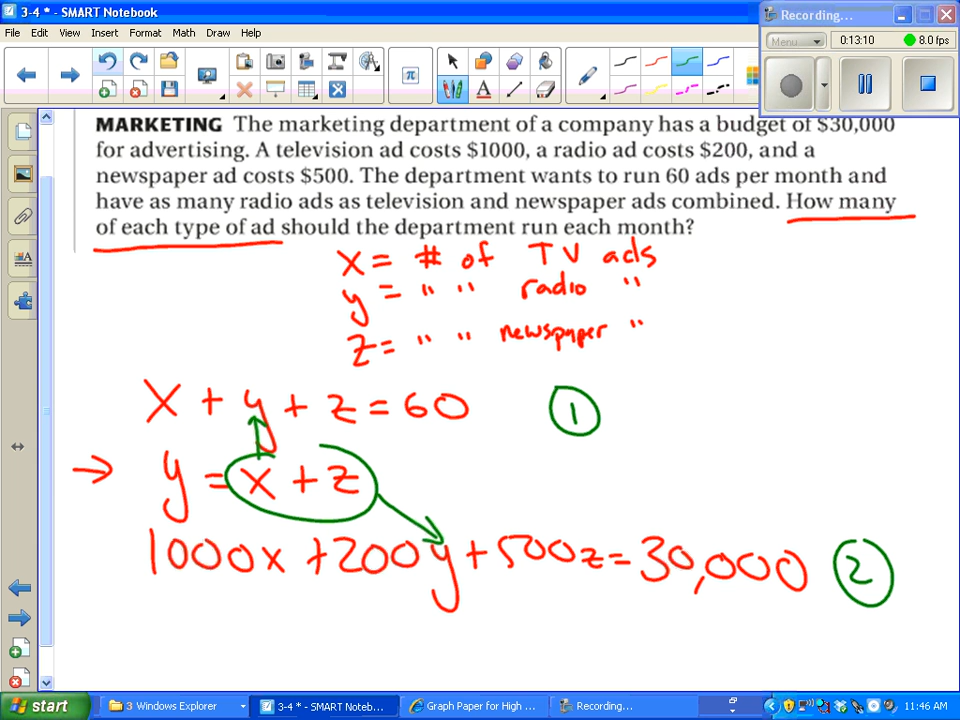 3-4 * - SMART Notebook
Recording...
File Edit View Insert Format Math Draw Help
Menu
0:13:10
8.0 fps
π
A
MARKETING The marketing department of a company has a budget of $30,000
for advertising. A television ad costs $1000, a radio ad costs $200, and a
newspaper ad costs $500. The department wants to run 60 ads per month and
have as many radio ads as television and newspaper ads combined. How many
of each type of ad should the department run each month?
x = # of TV ads
y = " " radio "
z = " " newspaper "
x + y + z = 60 1
→ y = x + z
1000x + 200y + 500z = 30,000 2
start
3 Windows Explorer
3-4 * - SMART Noteb...
Graph Paper for High ...
Recording...
11:46 AM